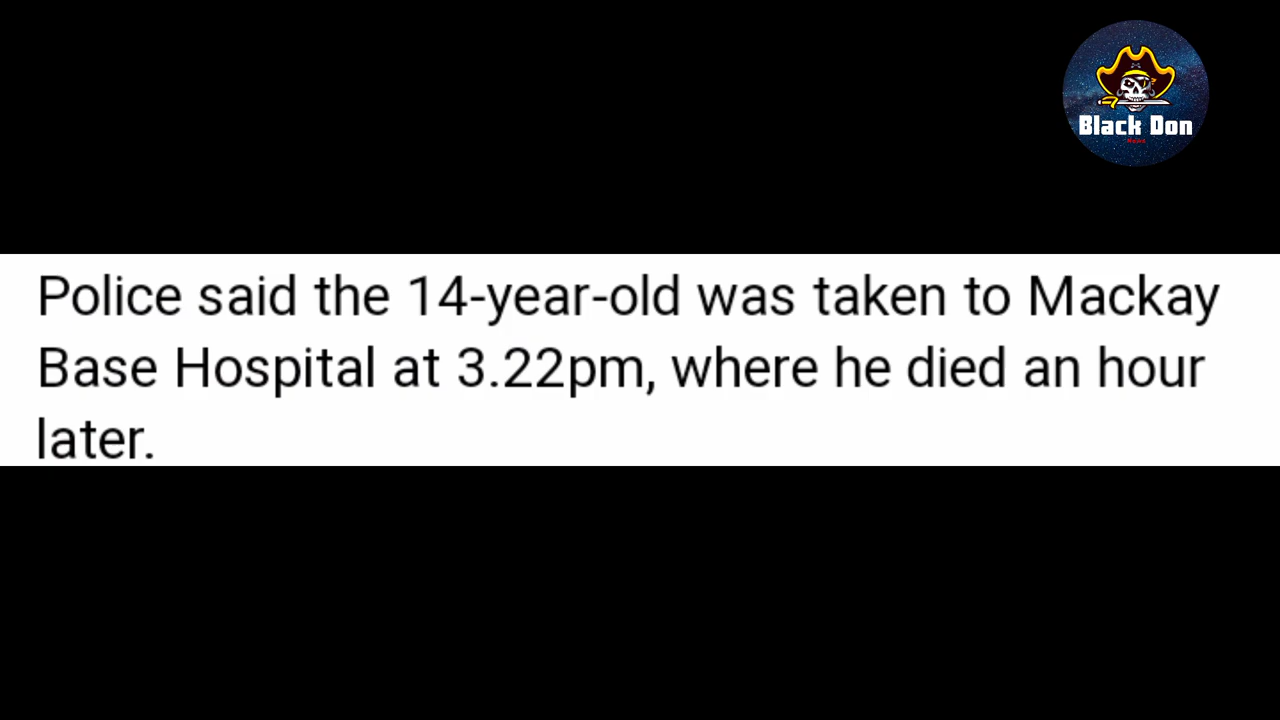 Black Don
News
Police said the 14-year-old was taken to Mackay
Base Hospital at 3.22pm, where he died an hour
later.